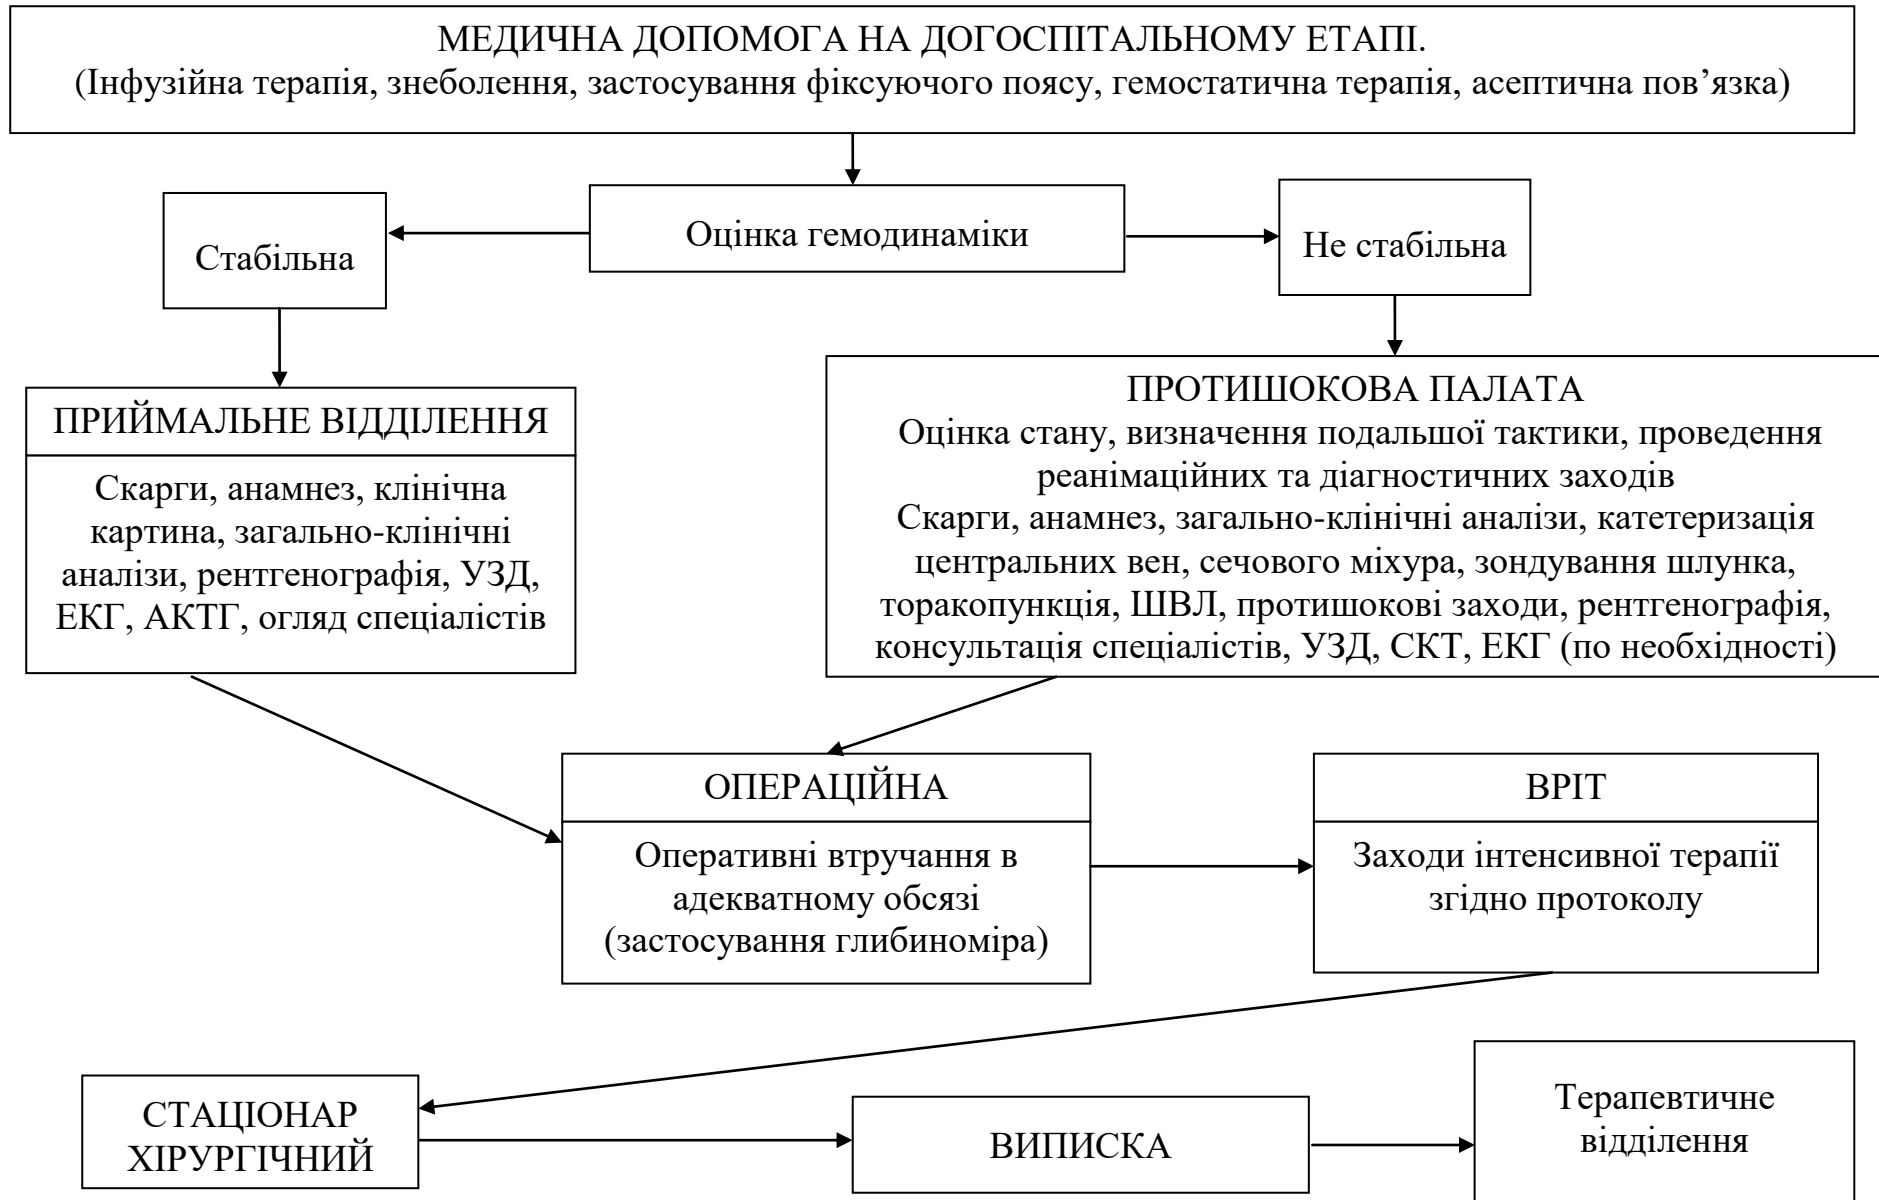 МЕДИЧНА ДОПОМОГА НА ДОГОСПІТАЛЬНОМУ ЕТАПІ.
(Інфузійна терапія, знеболення, застосування фіксуючого поясу, гемостатична терапія, асептична пов’язка)
Стабільна
Оцінка гемодинаміки
Не стабільна
ПРИЙМАЛЬНЕ ВІДДІЛЕННЯ
Скарги, анамнез, клінічна
картина, загально-клінічні
аналізи, рентгенографія, УЗД,
ЕКГ, АКТГ, огляд спеціалістів
ПРОТИШОКОВА ПАЛАТА
Оцінка стану, визначення подальшої тактики, проведення
реанімаційних та діагностичних заходів
Скарги, анамнез, загально-клінічні аналізи, катетеризація
центральних вен, сечового міхура, зондування шлунка,
торакопункція, ШВЛ, протишокові заходи, рентгенографія,
консультація спеціалістів, УЗД, СКТ, ЕКГ (по необхідності)
ОПЕРАЦІЙНА
Оперативні втручання в
адекватному обсязі
(застосування глибиноміра)
ВРІТ
Заходи інтенсивної терапії
згідно протоколу
СТАЦІОНАР
ХІРУРГІЧНИЙ
ВИПИСКА
Терапевтичне
відділення